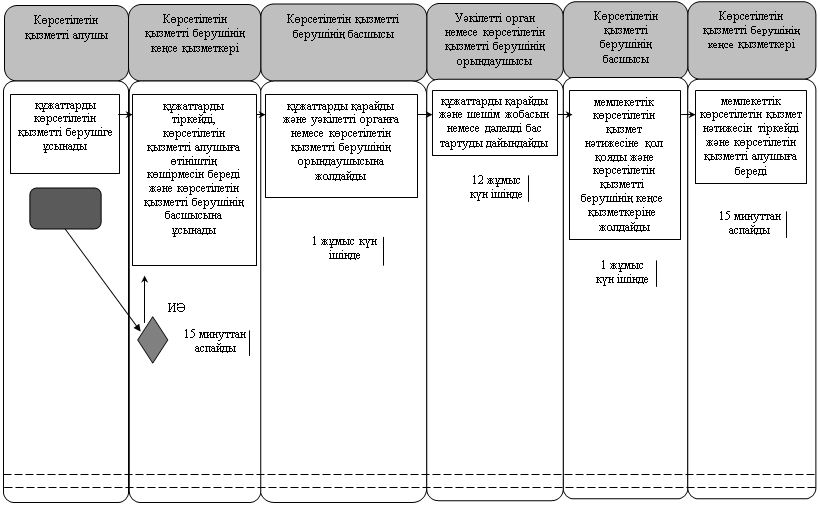 Көрсетілетін
қызметті алушы
Көрсетілетін
қызметті берушінің
кеңсе қызметкері
Көрсетілетін қызметті
берушінің басшысы
Уәкілетті орган
немесе көрсетілетін
қызметті берушінің
орындаушысы
Көрсетілетін
қызметті
берушінің
басшысы
Көрсетілетін
қызметті берушінің
кеңсе қызметкері
құжаттарды
көрсетілетін
қызметті берушіге
ұсынады
құжаттарды
тіркейді,
көрсетілетін
қызметті алушыға
өтініштің
көшірмесін береді
және көрсетілетін
қызметті берушінің
басшысына
ұсынады
ИӘ
15 минуттан
аспайды
құжаттарды қарайды
және уәкілетті органға
немесе көрсетілетін
қызметті берушінің
орындаушысына
жолдайды
1 жұмыс күн
ішінде
құжаттарды қарайды
және шешім жобасын
немесе дәлелді бас
тартуды дайындайды
12 жұмыс
күн ішінде
мемлекеттік
көрсетілетін
қызмет
нәтижесіне қол
қояды және
көрсетілетін
қызметті
берушінің кеңсе
қызметкеріне
жолдайды
1 жұмыс
күн ішінде
мемлекеттік
көрсетілетін қызмет
нәтижесін тіркейді
және көрсетілетін
қызметті алушыға
береді
15 минуттан
аспайды